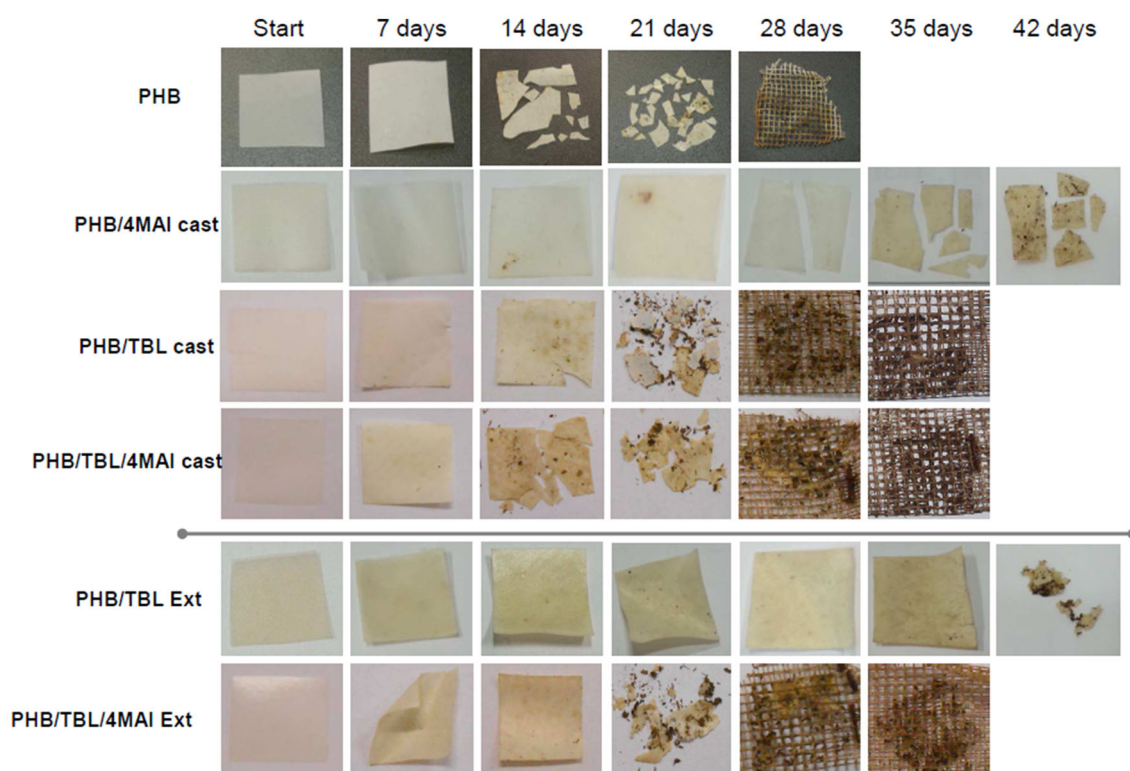 Start 7 days 14 days 21 days 28 days 35 days 42 days
PHB
PHB/4MAI cast
PHB/TBL cast
PHB/TBL/4MAI cast
PHB/TBL Ext
PHB/TBL/4MAI Ext